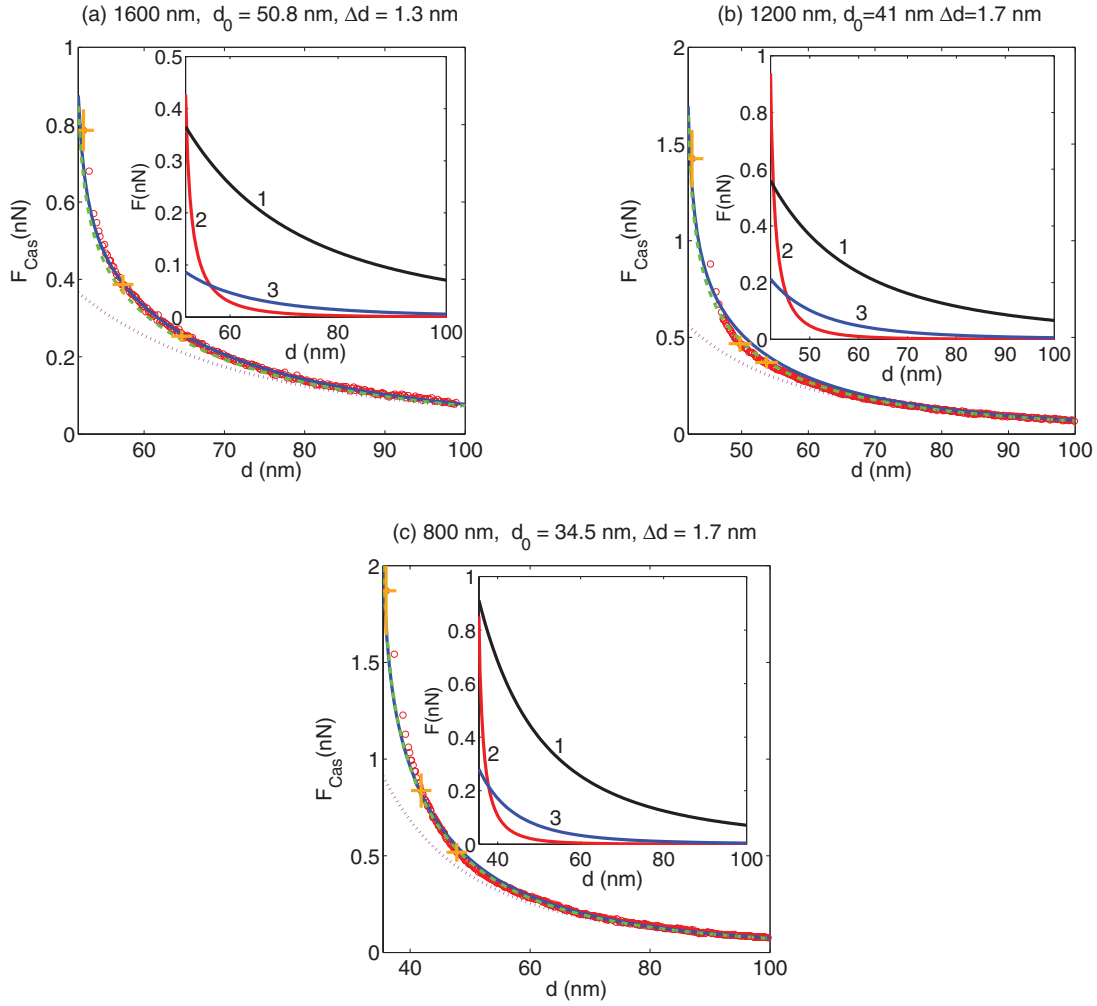 (a) 1600 nm, d0 = 50.8 nm, Δd = 1.3 nm
1
0.8
0.6
0.4
0.2
0
FCas(nN)
60 70 80 90 100
d (nm)
0.5
0.4
0.3
0.2
0.1
0
F(nN)
60 80 100
d (nm)
1
2
3
(b) 1200 nm, d0=41 nm Δd=1.7 nm
2
1.5
1
0.5
0
FCas(nN)
50 60 70 80 90 100
d (nm)
1
0.8
0.6
0.4
0.2
0
F(nN)
50 60 70 80 90 100
d (nm)
1
2
3
(c) 800 nm, d0 = 34.5 nm, Δd = 1.7 nm
2
1.5
1
0.5
0
FCas(nN)
40 60 80 100
d (nm)
1
0.8
0.6
0.4
0.2
0
F(nN)
40 60 80 100
d (nm)
1
2
3